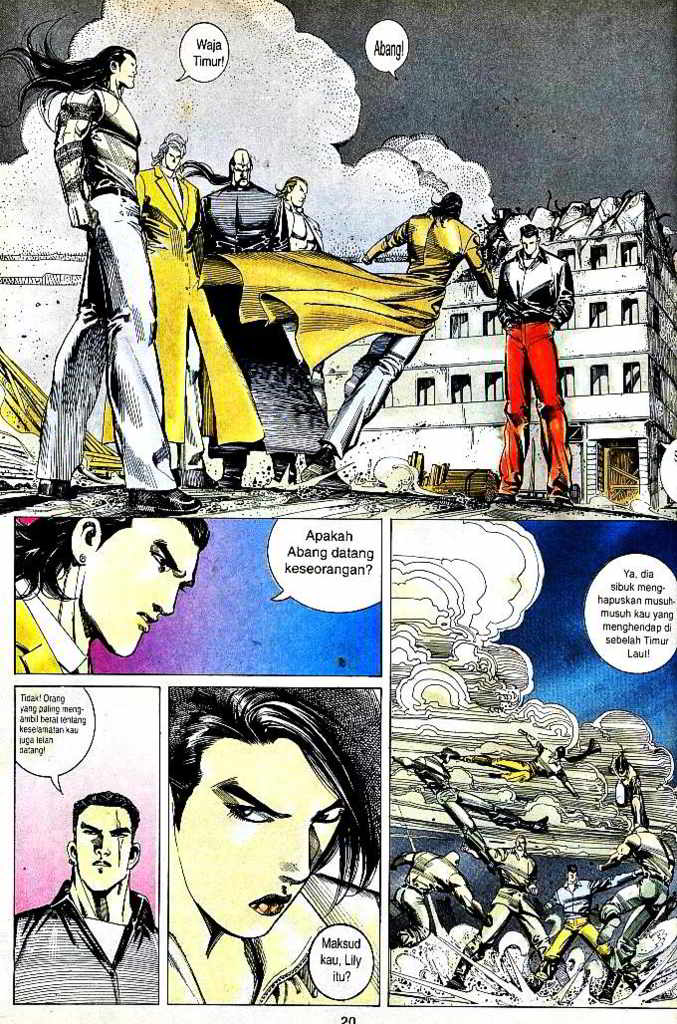 Waja
Timur!
Abang!
S
Apakah
Abang datang
keseorangan?
Tidak! Orang
yang paling meng-
ambil berat tentang
keselamatan kau
juga telah
datang!
Maksud
kau, Lily
itu?
Ya, dia
sibuk meng-
hapuskan musuh-
musuh kau yang
menghendap di
sebelah Timur
Laut!
20